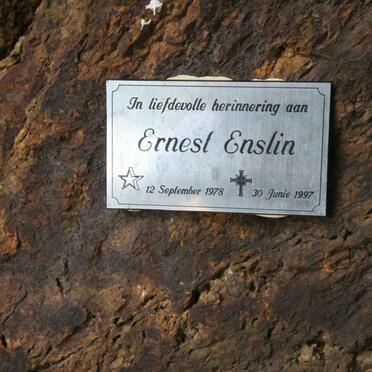 In liefdevolle herinnering aan
Ernest Enslin
12 September 1978 30 Junie 1997